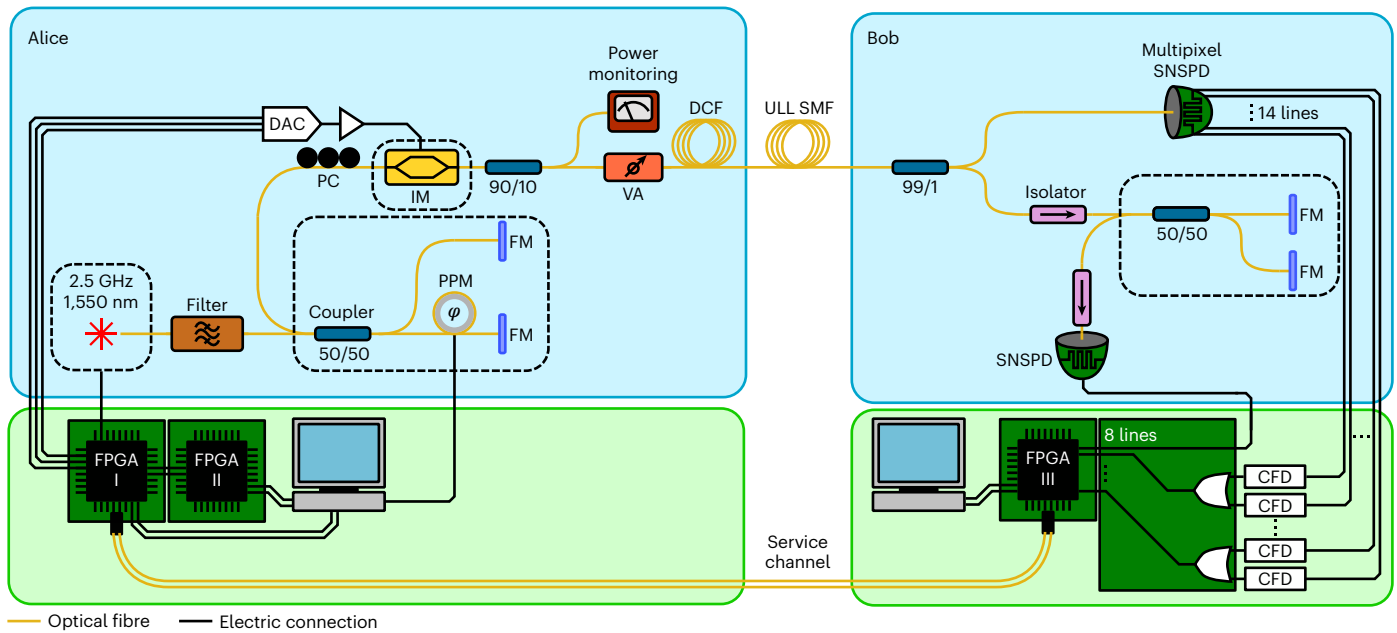 Alice
Bob
Power
monitoring
Multipixel
SNSPD
DCF
ULL SMF
DAC
14 lines
PC
IM
90/10
VA
99/1
Isolator
FM
50/50
FM
2.5 GHz
1,550 nm
Filter
Coupler
50/50
PPM
φ
FM
FM
SNSPD
FPGA
I
FPGA
II
FPGA
III
8 lines
CFD
CFD
CFD
CFD
Service
channel
Optical fibre
Electric connection